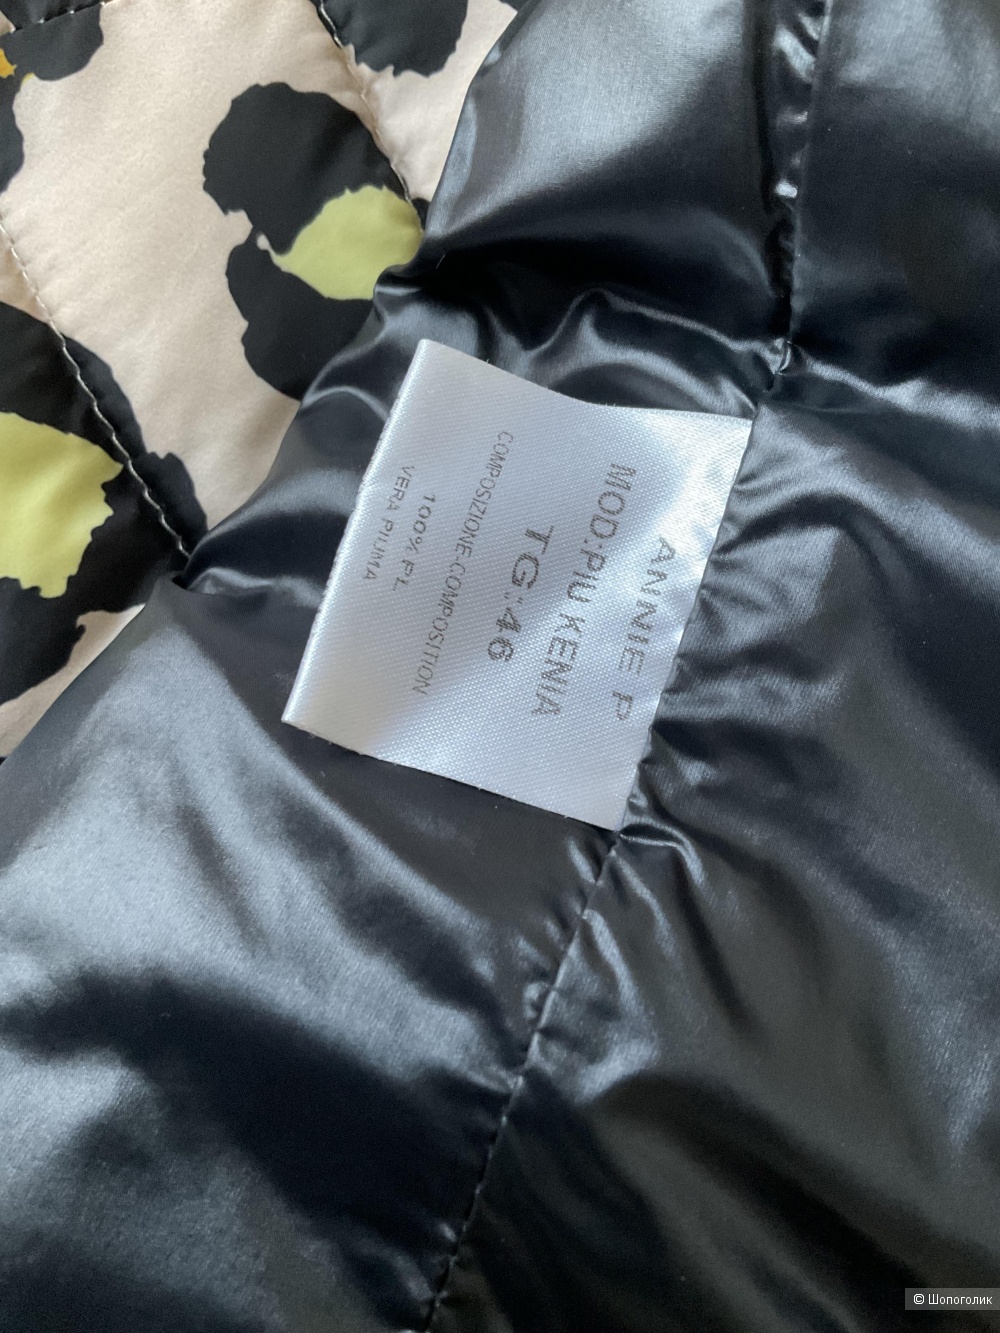 ANNIE P
MOD:PIU KENIA
TG.:46
COMPOSIZIONE-COMPOSITION
100% PL.
VERA PIUMA
© Шопоголик